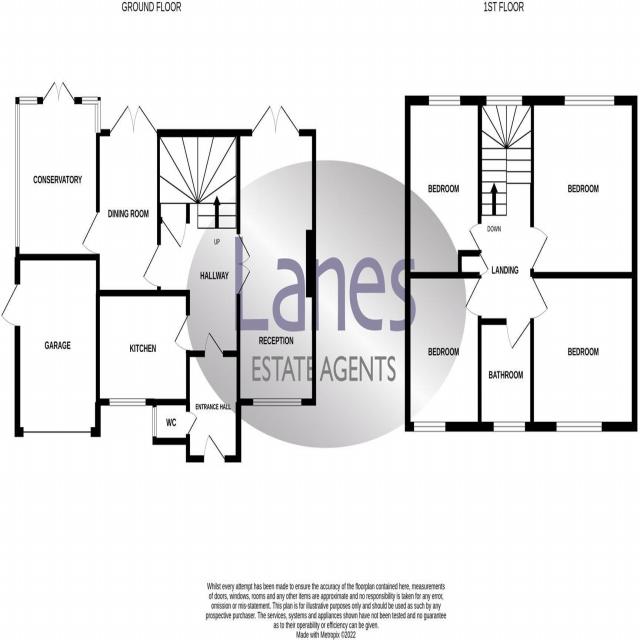 GROUND FLOOR
1ST FLOOR
CONSERVATORY
DINING ROOM
UP
HALLWAY
GARAGE
KITCHEN
RECEPTION
ENTRANCE HALL
WC
BEDROOM
BEDROOM
DOWN
LANDING
BEDROOM
BATHROOM
BEDROOM
Lanes
ESTATE AGENTS
Whilst every attempt has been made to ensure the accuracy of the floorplan contained here, measurements
of doors, windows, rooms and any other items are approximate and no responsibility is taken for any error,
omission or mis-statement. This plan is for illustrative purposes only and should be used as such by any
prospective purchaser. The services, systems and appliances shown have not been tested and no guarantee
as to their operability or efficiency can be given.
Made with Metropix ©2022